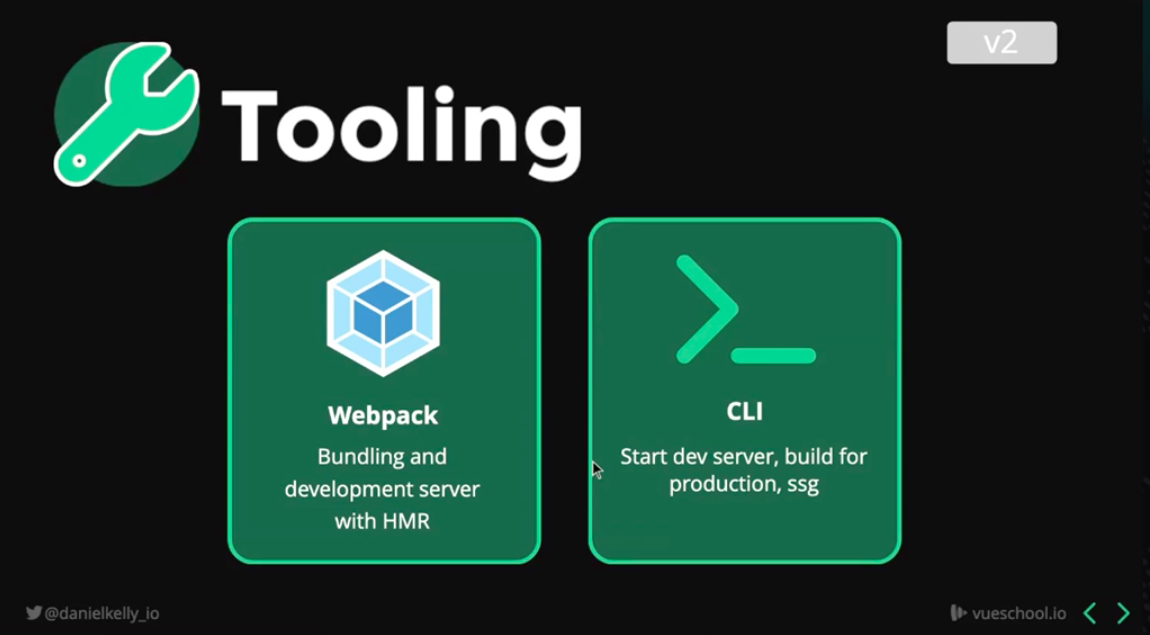 v2
Tooling
Webpack
Bundling and
development server
with HMR
CLI
Start dev server, build for
production, ssg
@danielkelly_io
vueschool.io